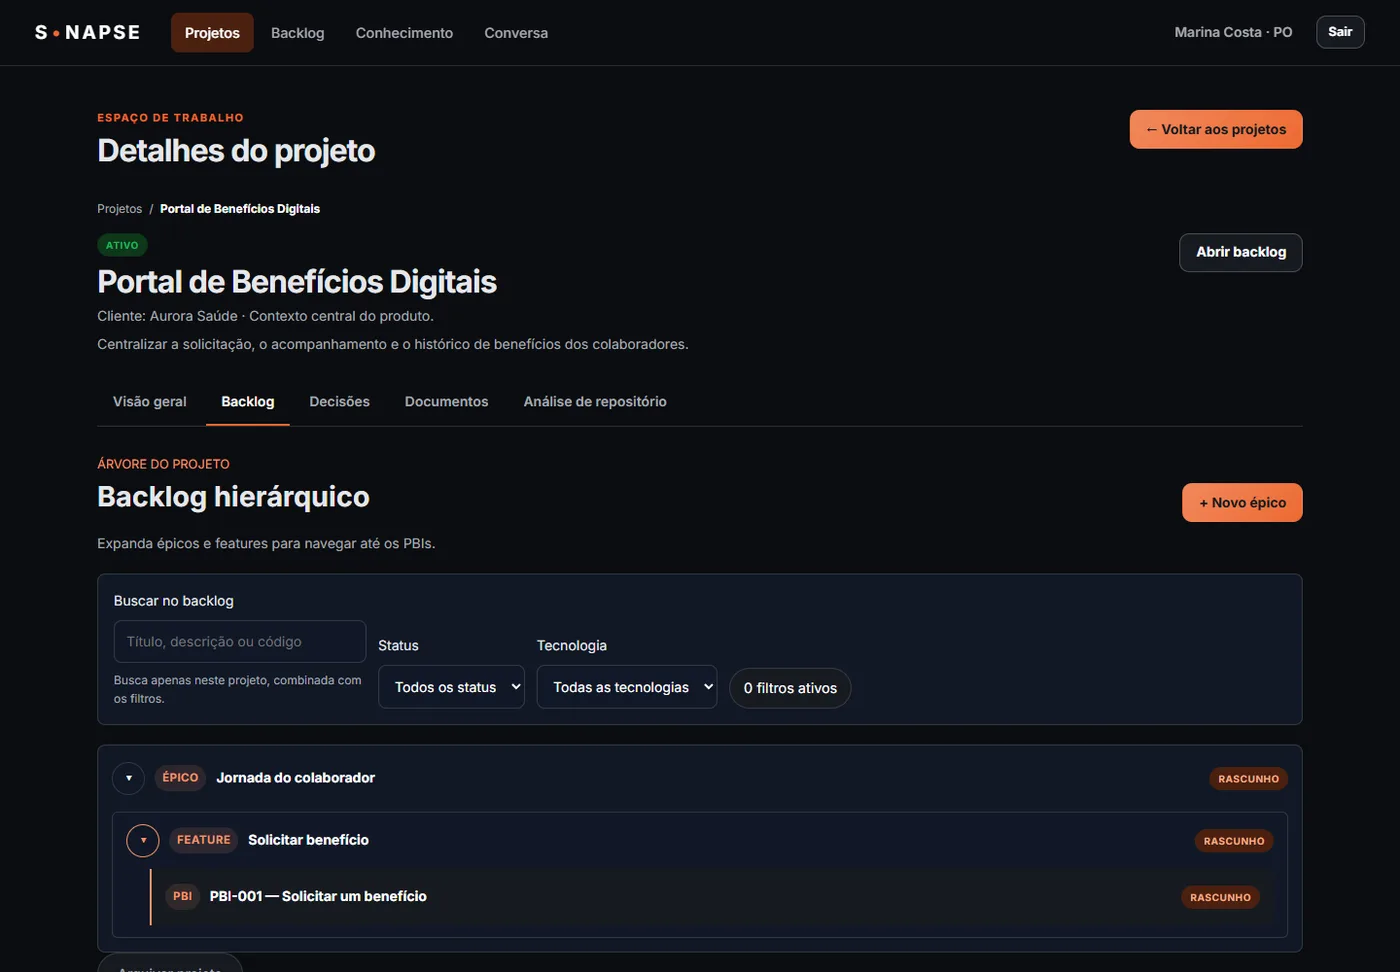 S•NAPSE
Projetos
Backlog
Conhecimento
Conversa
Marina Costa · PO
Sair
ESPAÇO DE TRABALHO
Detalhes do projeto
← Voltar aos projetos
Projetos / Portal de Benefícios Digitais
ATIVO
Portal de Benefícios Digitais
Abrir backlog
Cliente: Aurora Saúde · Contexto central do produto.
Centralizar a solicitação, o acompanhamento e o histórico de benefícios dos colaboradores.
Visão geral
Backlog
Decisões
Documentos
Análise de repositório
ÁRVORE DO PROJETO
Backlog hierárquico
+ Novo épico
Expanda épicos e features para navegar até os PBIs.
Buscar no backlog
Título, descrição ou código
Busca apenas neste projeto, combinada com
os filtros.
Status
Todos os status
Tecnologia
Todas as tecnologias
0 filtros ativos
ÉPICO
Jornada do colaborador
RASCUNHO
FEATURE
Solicitar benefício
RASCUNHO
PBI
PBI-001 — Solicitar um benefício
RASCUNHO
Arquivar projeto